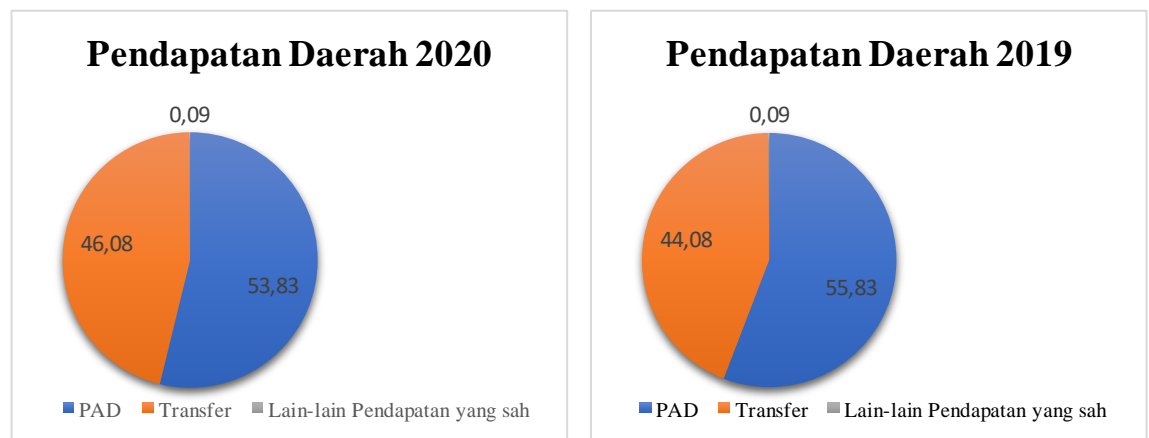 Pendapatan Daerah 2020
0,09
46,08
53,83
PAD Transfer Lain-lain Pendapatan yang sah
Pendapatan Daerah 2019
0,09
44,08
55,83
PAD Transfer Lain-lain Pendapatan yang sah